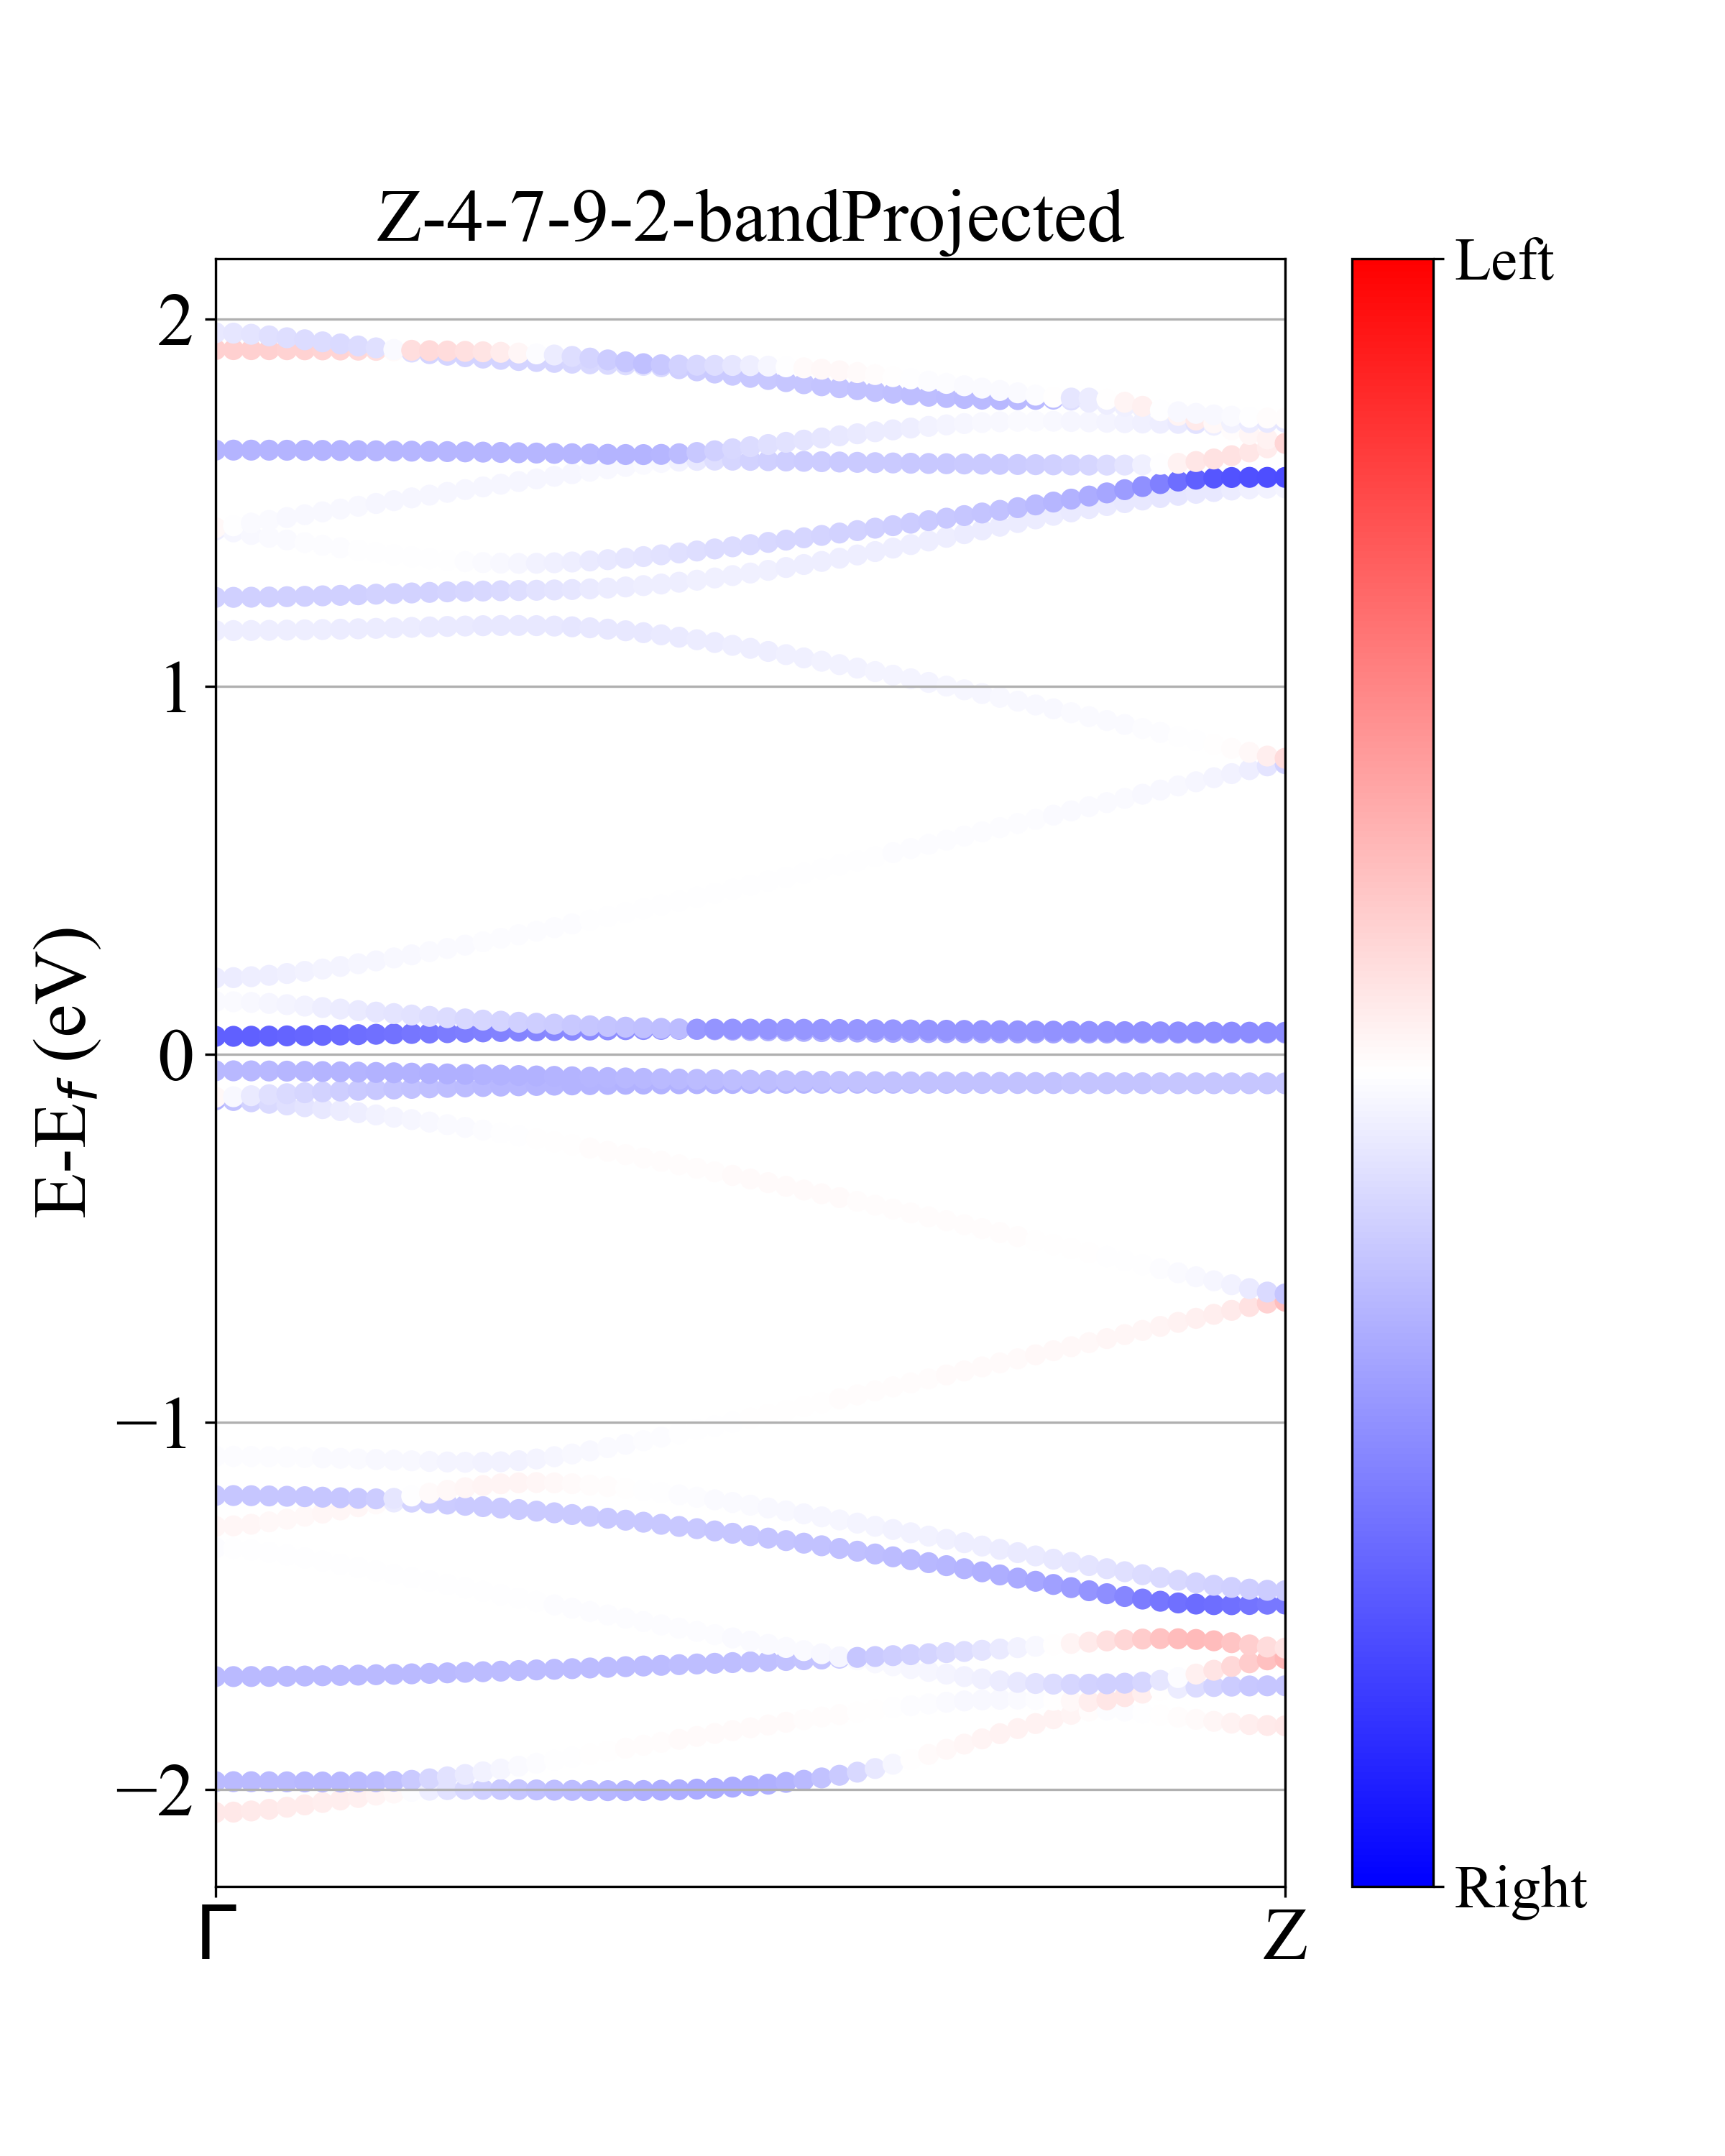 Z-4-7-9-2-bandProjected
Left
2
1
0
−1
−2
E-E_f (eV)
Right
Γ
Z